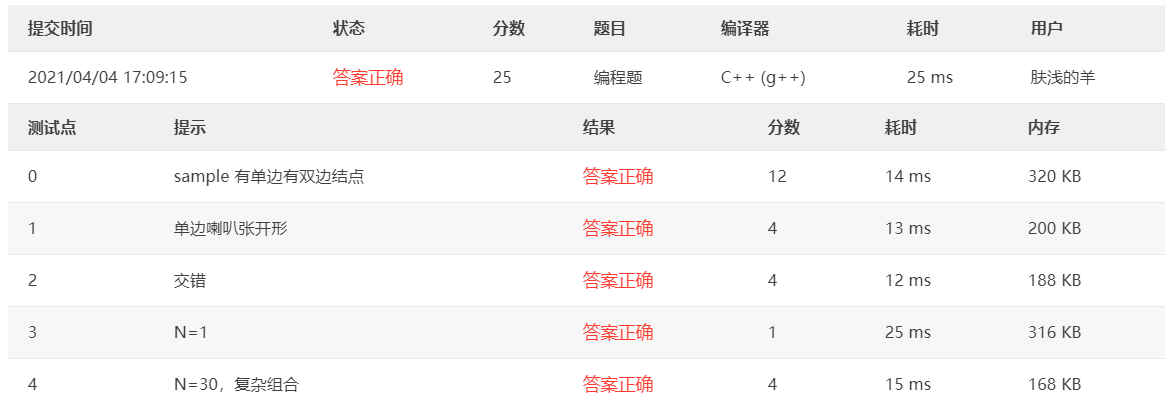 提交时间 状态 分数 题目 编译器 耗时 用户
2021/04/04 17:09:15 答案正确 25 编程题 C++ (g++) 25 ms 肤浅的羊
测试点 提示 结果 分数 耗时 内存
0 sample 有单边有双边结点 答案正确 12 14 ms 320 KB
1 单边喇叭张开形 答案正确 4 13 ms 200 KB
2 交错 答案正确 4 12 ms 188 KB
3 N=1 答案正确 1 25 ms 316 KB
4 N=30，复杂组合 答案正确 4 15 ms 168 KB